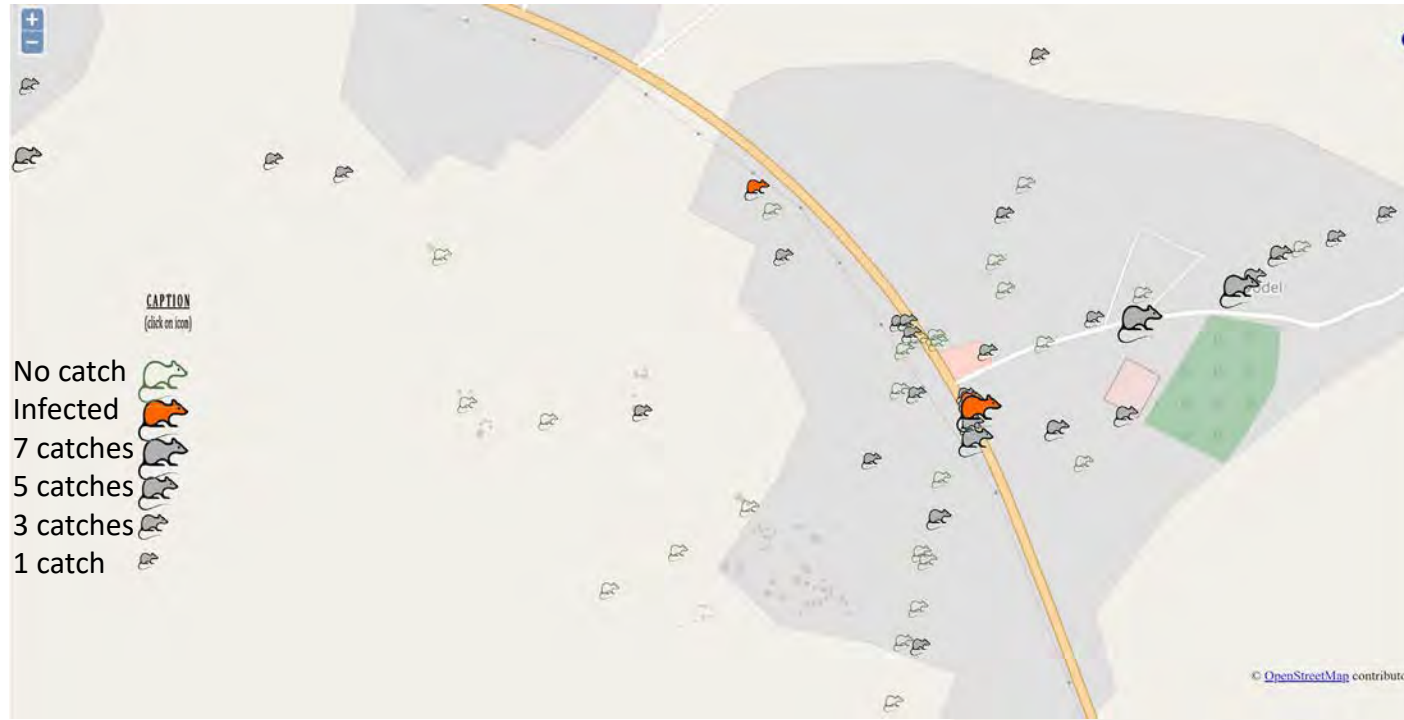 +
−
CAPTION
(click on icon)
No catch
Infected
7 catches
5 catches
3 catches
1 catch
© OpenStreetMap contributo